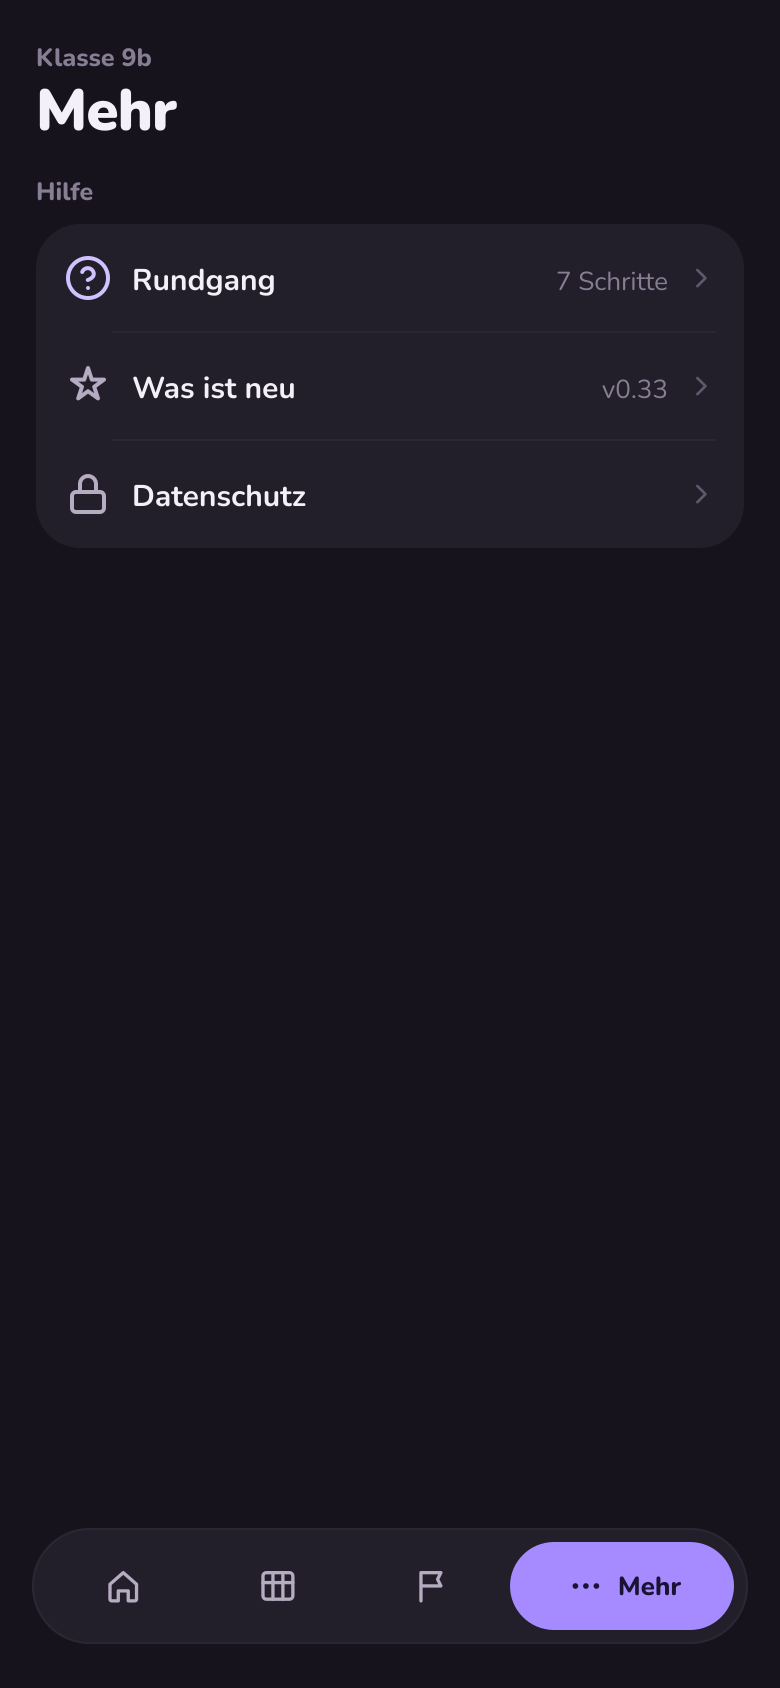 Klasse 9b
Mehr
Hilfe
Rundgang 7 Schritte
Was ist neu v0.33
Datenschutz
Mehr